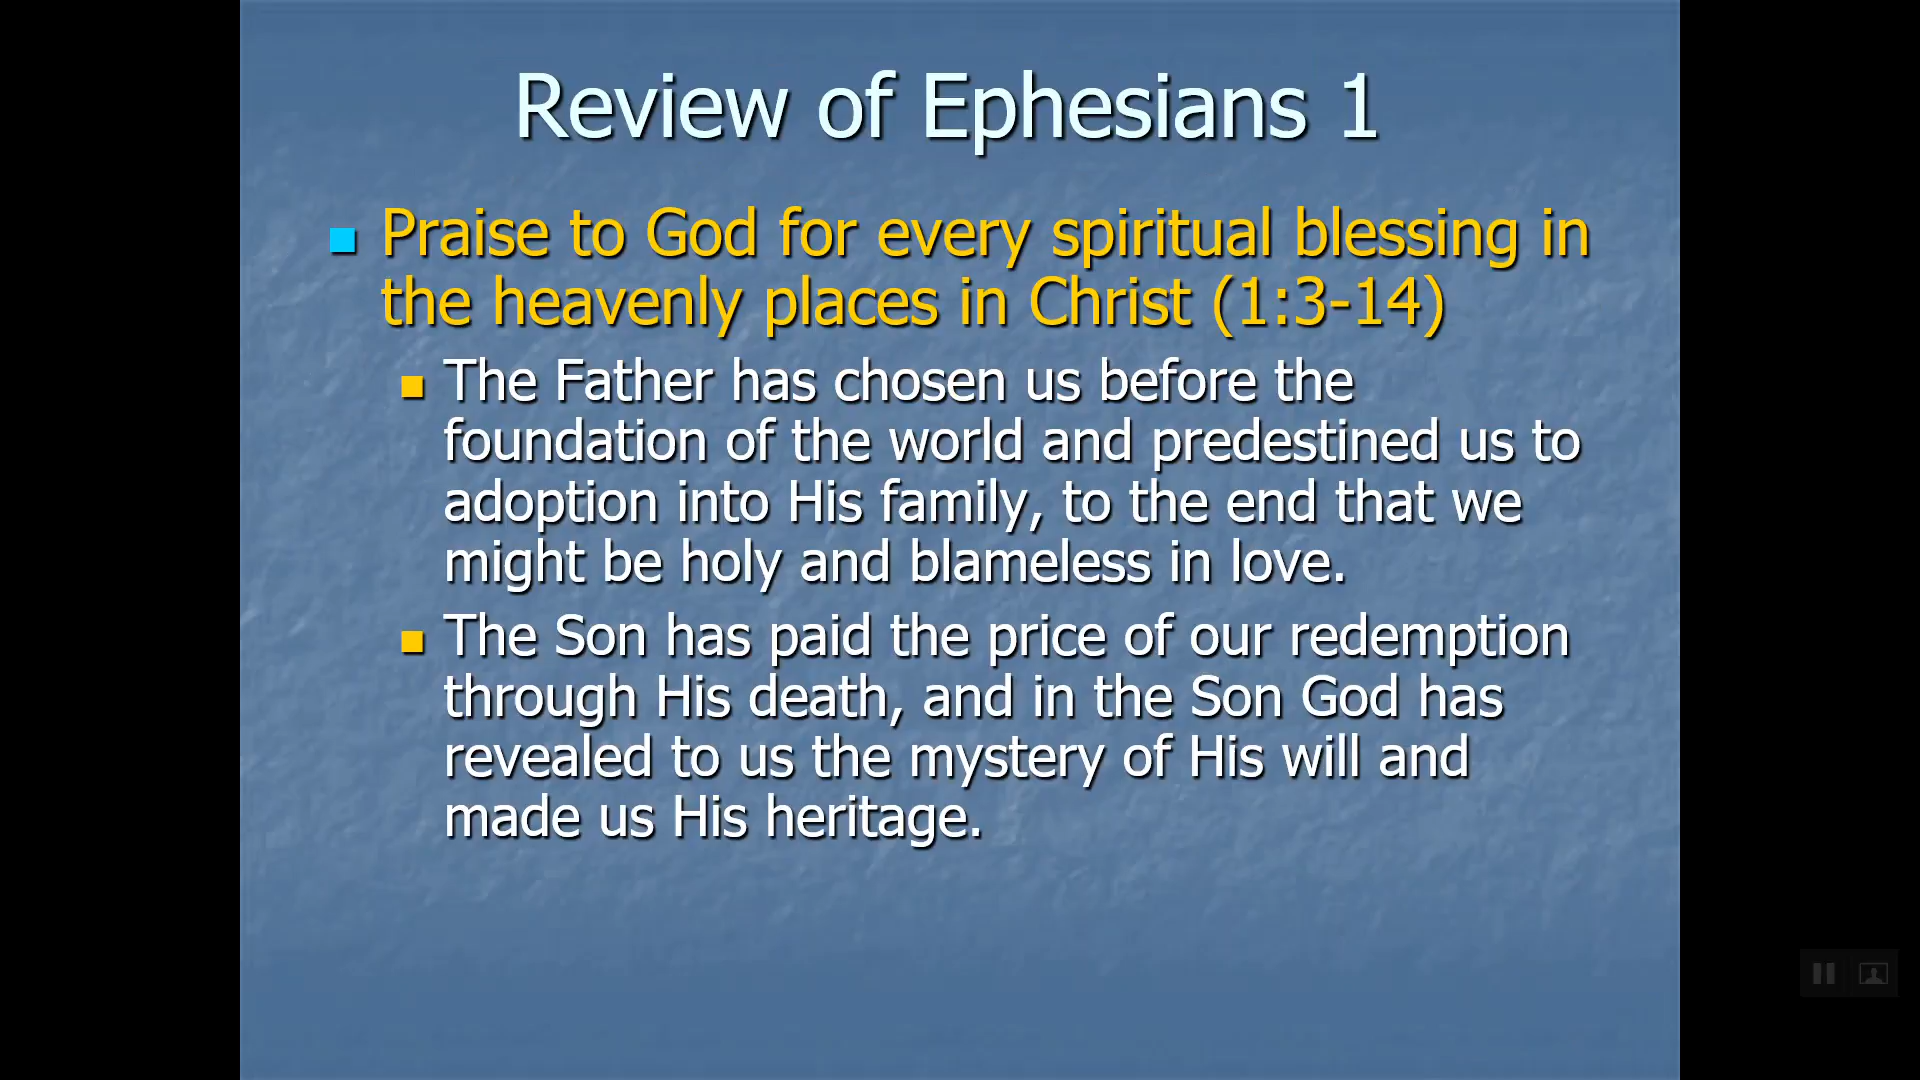 Review of Ephesians 1
Praise to God for every spiritual blessing in
the heavenly places in Christ (1:3-14)
The Father has chosen us before the
foundation of the world and predestined us to
adoption into His family, to the end that we
might be holy and blameless in love.
The Son has paid the price of our redemption
through His death, and in the Son God has
revealed to us the mystery of His will and
made us His heritage.